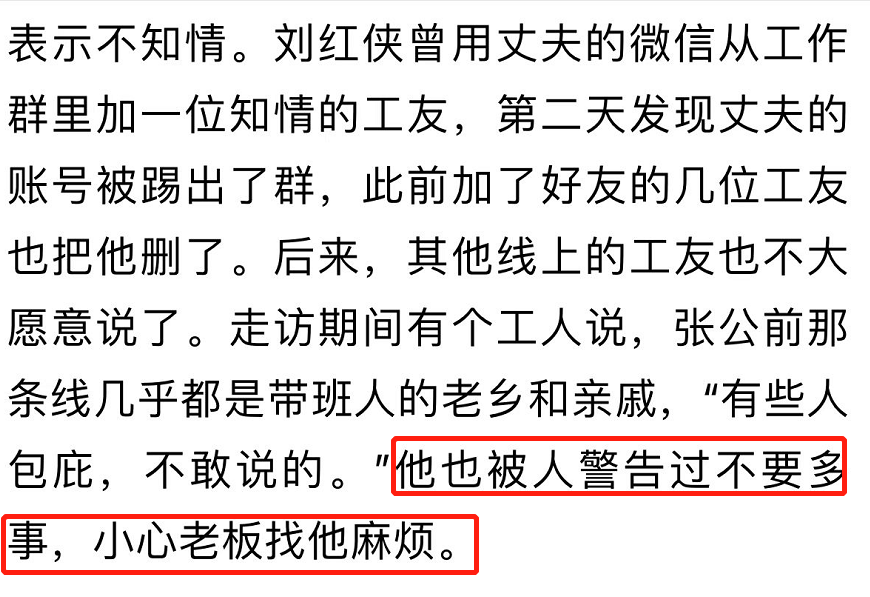 表示不知情。刘红侠曾用丈夫的微信从工作
群里加一位知情的工友，第二天发现丈夫的
账号被踢出了群，此前加了好友的几位工友
也把他删了。后来，其他线上的工友也不大
愿意说了。走访期间有个工人说，张公前那
条线几乎都是带班人的老乡和亲戚，“有些人
包庇，不敢说的。”他也被人警告过不要多
事，小心老板找他麻烦。